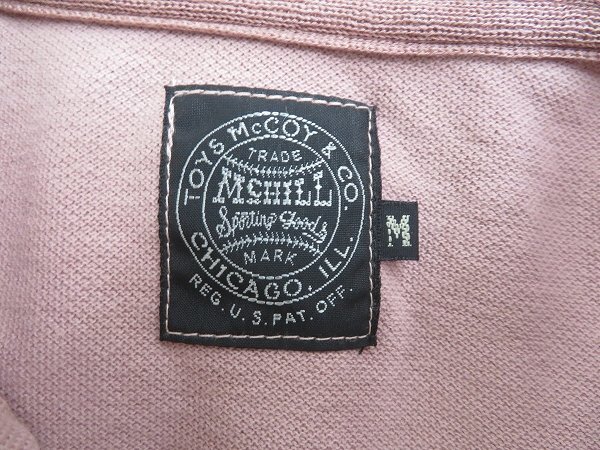 TOYS McCOY & CO.
TRADE
McHILL
Sporting Goods
MARK
CHICAGO, ILL.
REG. U.S. PAT. OFF.
M